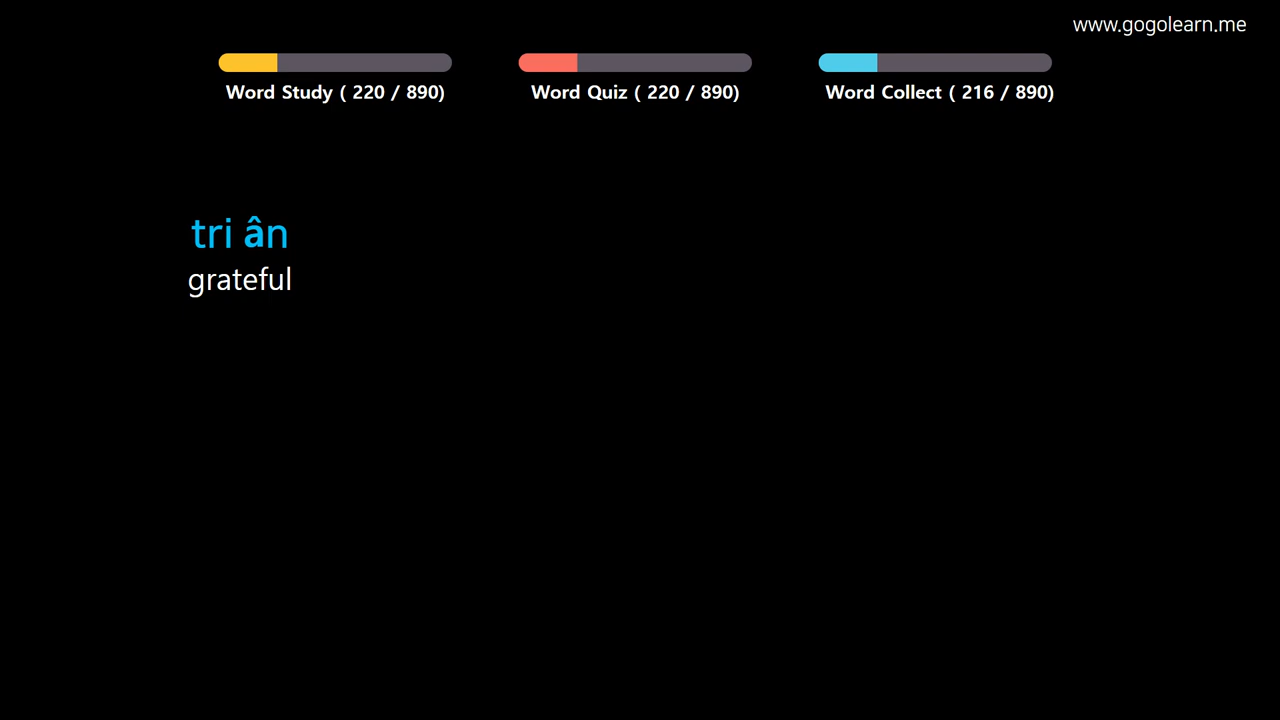 www.gogolearn.me
Word Study ( 220 / 890)
Word Quiz ( 220 / 890)
Word Collect ( 216 / 890)
tri ân
grateful